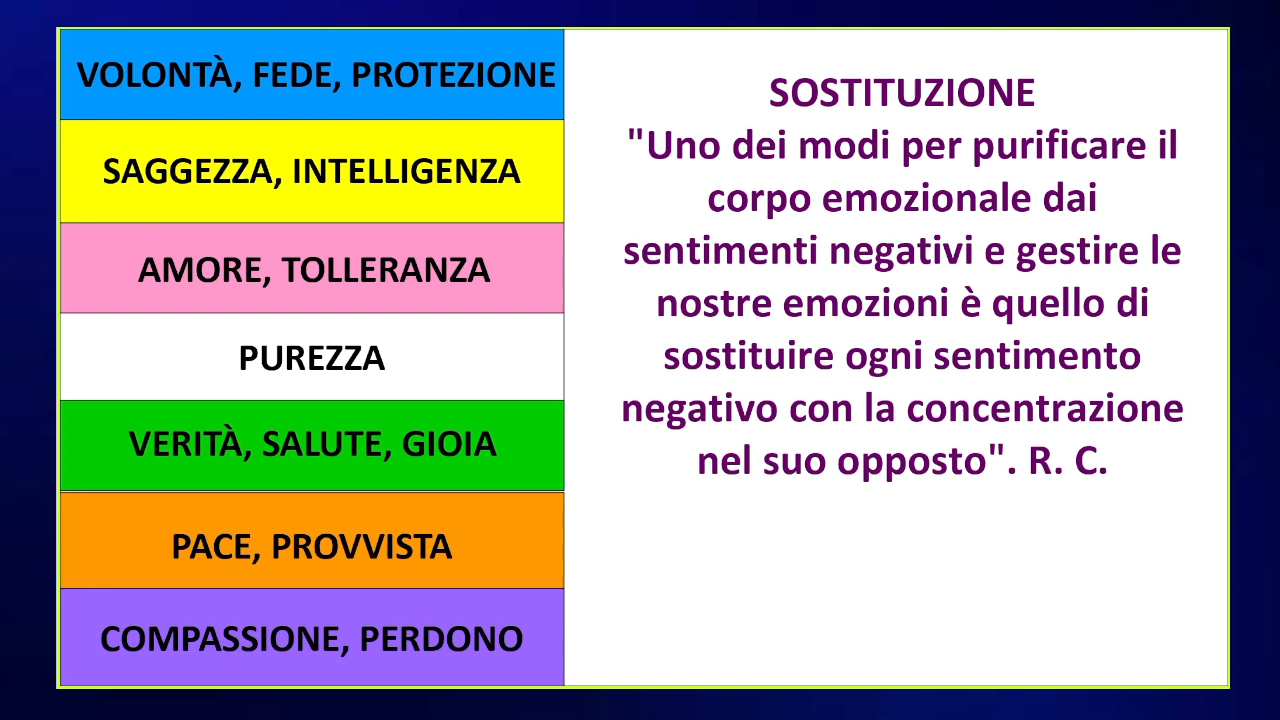 VOLONTÀ, FEDE, PROTEZIONE
SAGGEZZA, INTELLIGENZA
AMORE, TOLLERANZA
PUREZZA
VERITÀ, SALUTE, GIOIA
PACE, PROVVISTA
COMPASSIONE, PERDONO
SOSTITUZIONE
"Uno dei modi per purificare il
corpo emozionale dai
sentimenti negativi e gestire le
nostre emozioni è quello di
sostituire ogni sentimento
negativo con la concentrazione
nel suo opposto". R. C.